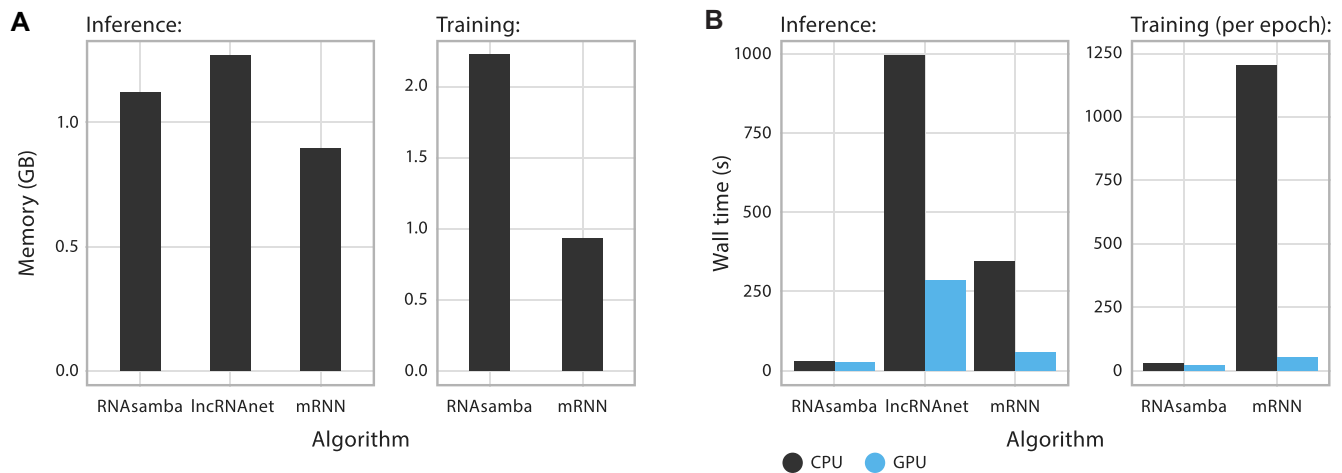 A
Inference:
Training:
Memory (GB)
1.0
0.5
0.0
2.0
1.5
1.0
0.5
0.0
RNAsamba lncRNAnet mRNN
RNAsamba mRNN
Algorithm
B
Inference:
Training (per epoch):
Wall time (s)
1000
750
500
250
0
1250
1000
750
500
250
0
RNAsamba lncRNAnet mRNN
RNAsamba mRNN
Algorithm
CPU GPU